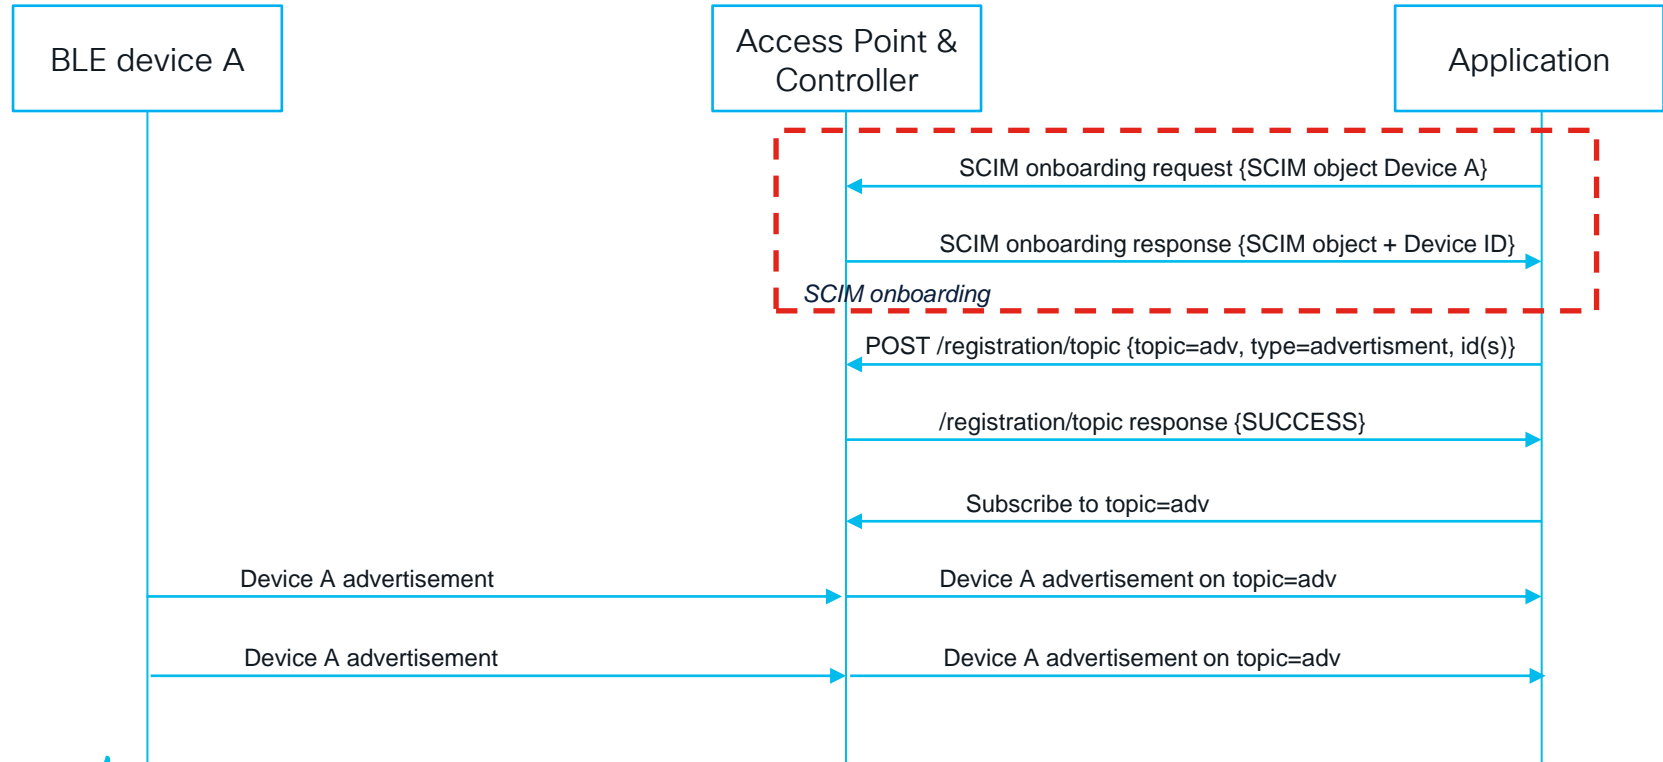 BLE device A
Access Point &
Controller
Application
SCIM onboarding request {SCIM object Device A}
SCIM onboarding response {SCIM object + Device ID}
SCIM onboarding
POST /registration/topic {topic=adv, type=advertisment, id(s)}
/registration/topic response {SUCCESS}
Subscribe to topic=adv
Device A advertisement
Device A advertisement on topic=adv
Device A advertisement
Device A advertisement on topic=adv